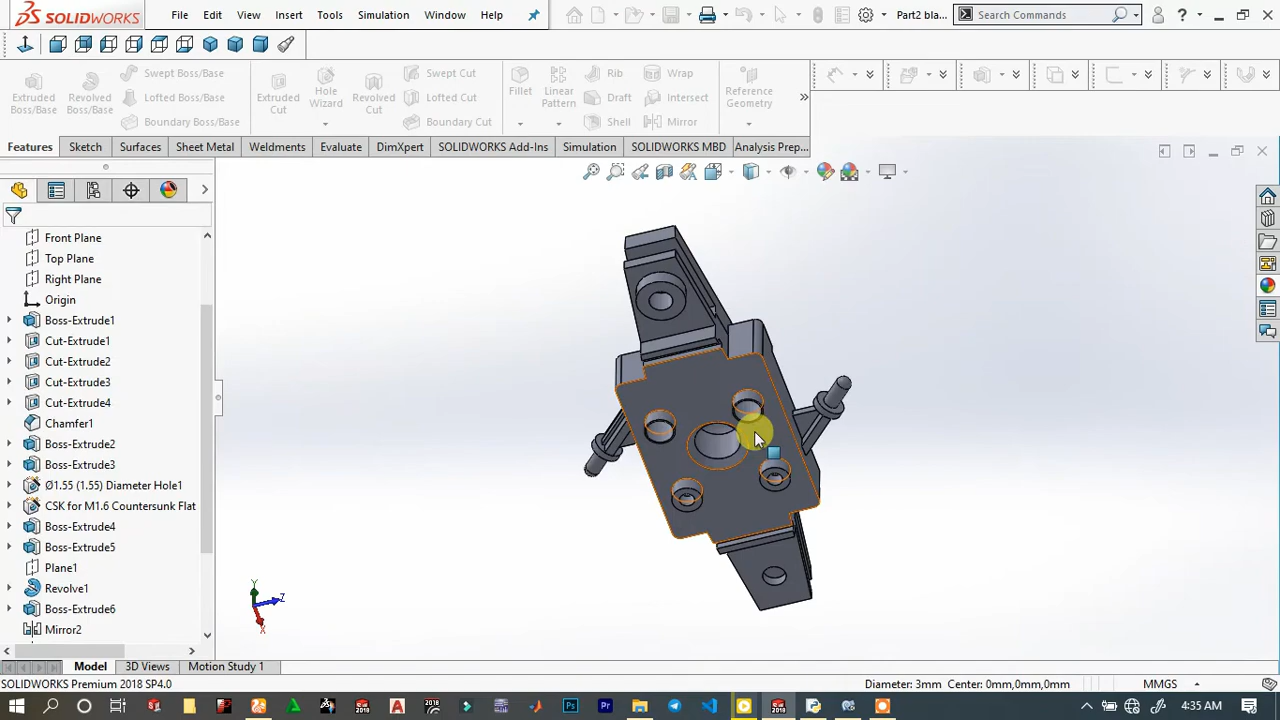 SOLIDWORKS File Edit View Insert Tools Simulation Window Help Part2 bla... Search Commands ?
Extruded Boss/Base
Revolved Boss/Base
Swept Boss/Base
Lofted Boss/Base
Boundary Boss/Base
Extruded Cut
Hole Wizard
Revolved Cut
Swept Cut
Lofted Cut
Boundary Cut
Fillet
Linear Pattern
Rib
Draft
Shell
Wrap
Intersect
Mirror
Reference Geometry
Features Sketch Surfaces Sheet Metal Weldments Evaluate DimXpert SOLIDWORKS Add-Ins Simulation SOLIDWORKS MBD Analysis Prep...
Front Plane
Top Plane
Right Plane
Origin
Boss-Extrude1
Cut-Extrude1
Cut-Extrude2
Cut-Extrude3
Cut-Extrude4
Chamfer1
Boss-Extrude2
Boss-Extrude3
Ø1.55 (1.55) Diameter Hole1
CSK for M1.6 Countersunk Flat
Boss-Extrude4
Boss-Extrude5
Plane1
Revolve1
Boss-Extrude6
Mirror2
Y
Z
X
Model 3D Views Motion Study 1
SOLIDWORKS Premium 2018 SP4.0 Diameter: 3mm Center: 0mm,0mm,0mm MMGS
4:35 AM